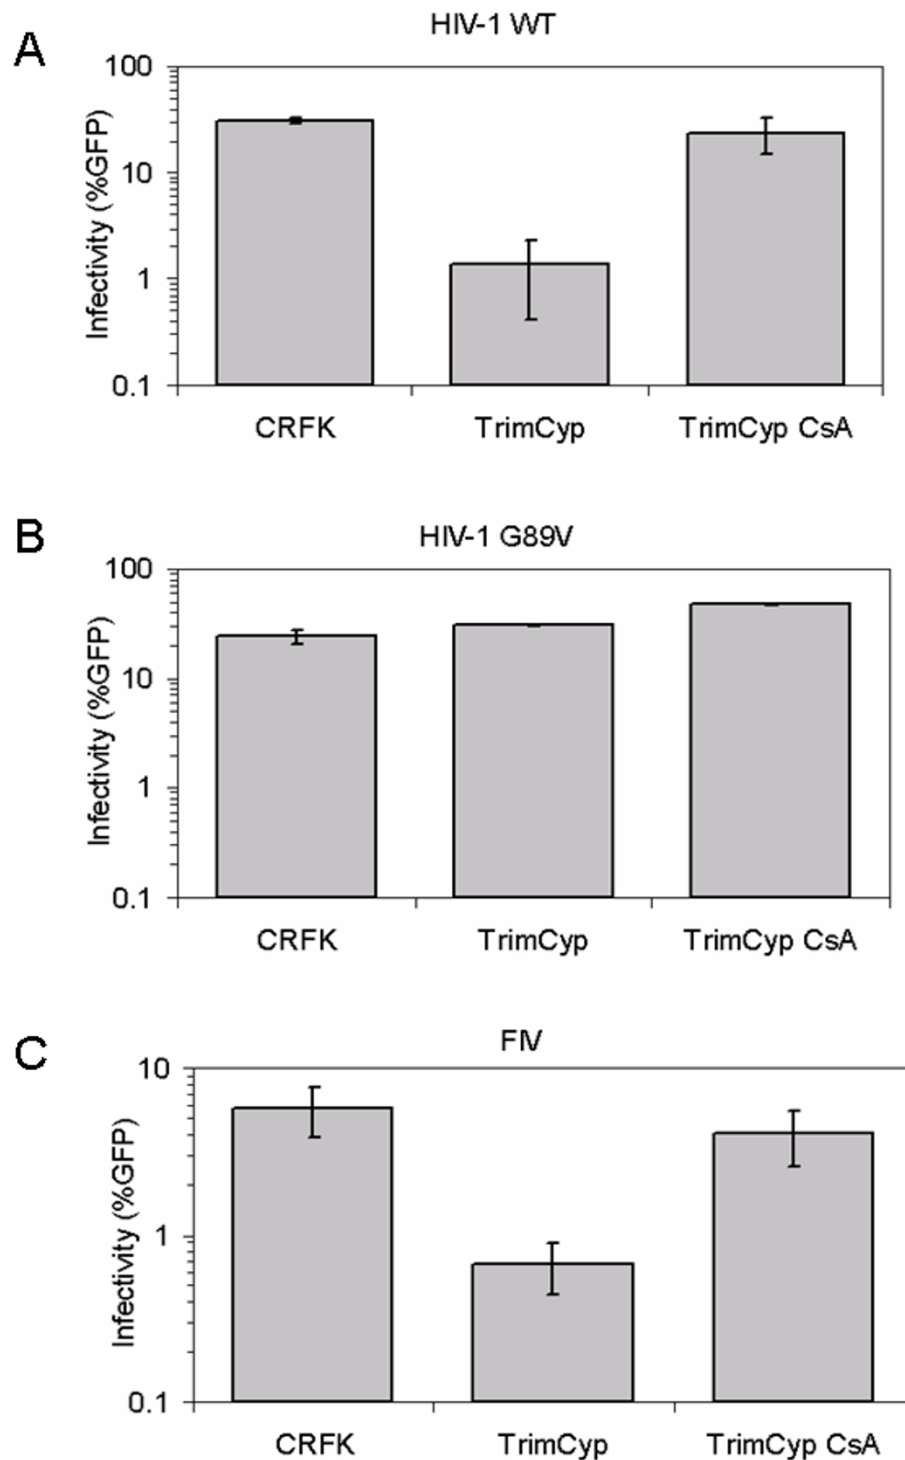 A
HIV-1 WT
Infectivity (%GFP)
100
10
1
0.1
CRFK TrimCyp TrimCyp CsA
B
HIV-1 G89V
Infectivity (%GFP)
100
10
1
0.1
CRFK TrimCyp TrimCyp CsA
C
FIV
Infectivity (%GFP)
10
1
0.1
CRFK TrimCyp TrimCyp CsA